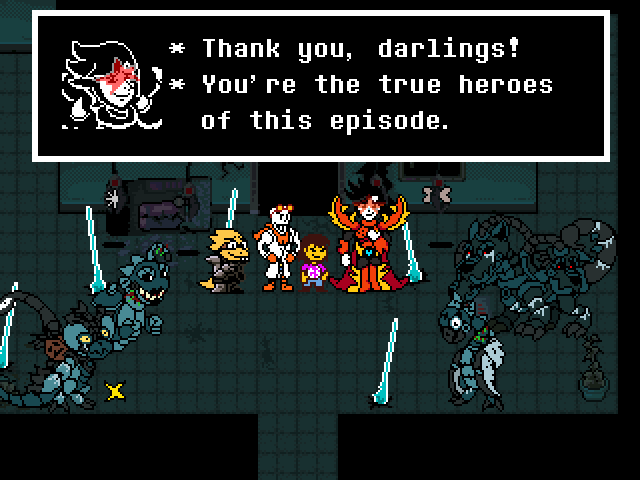 * Thank you, darlings!
* You're the true heroes
of this episode.